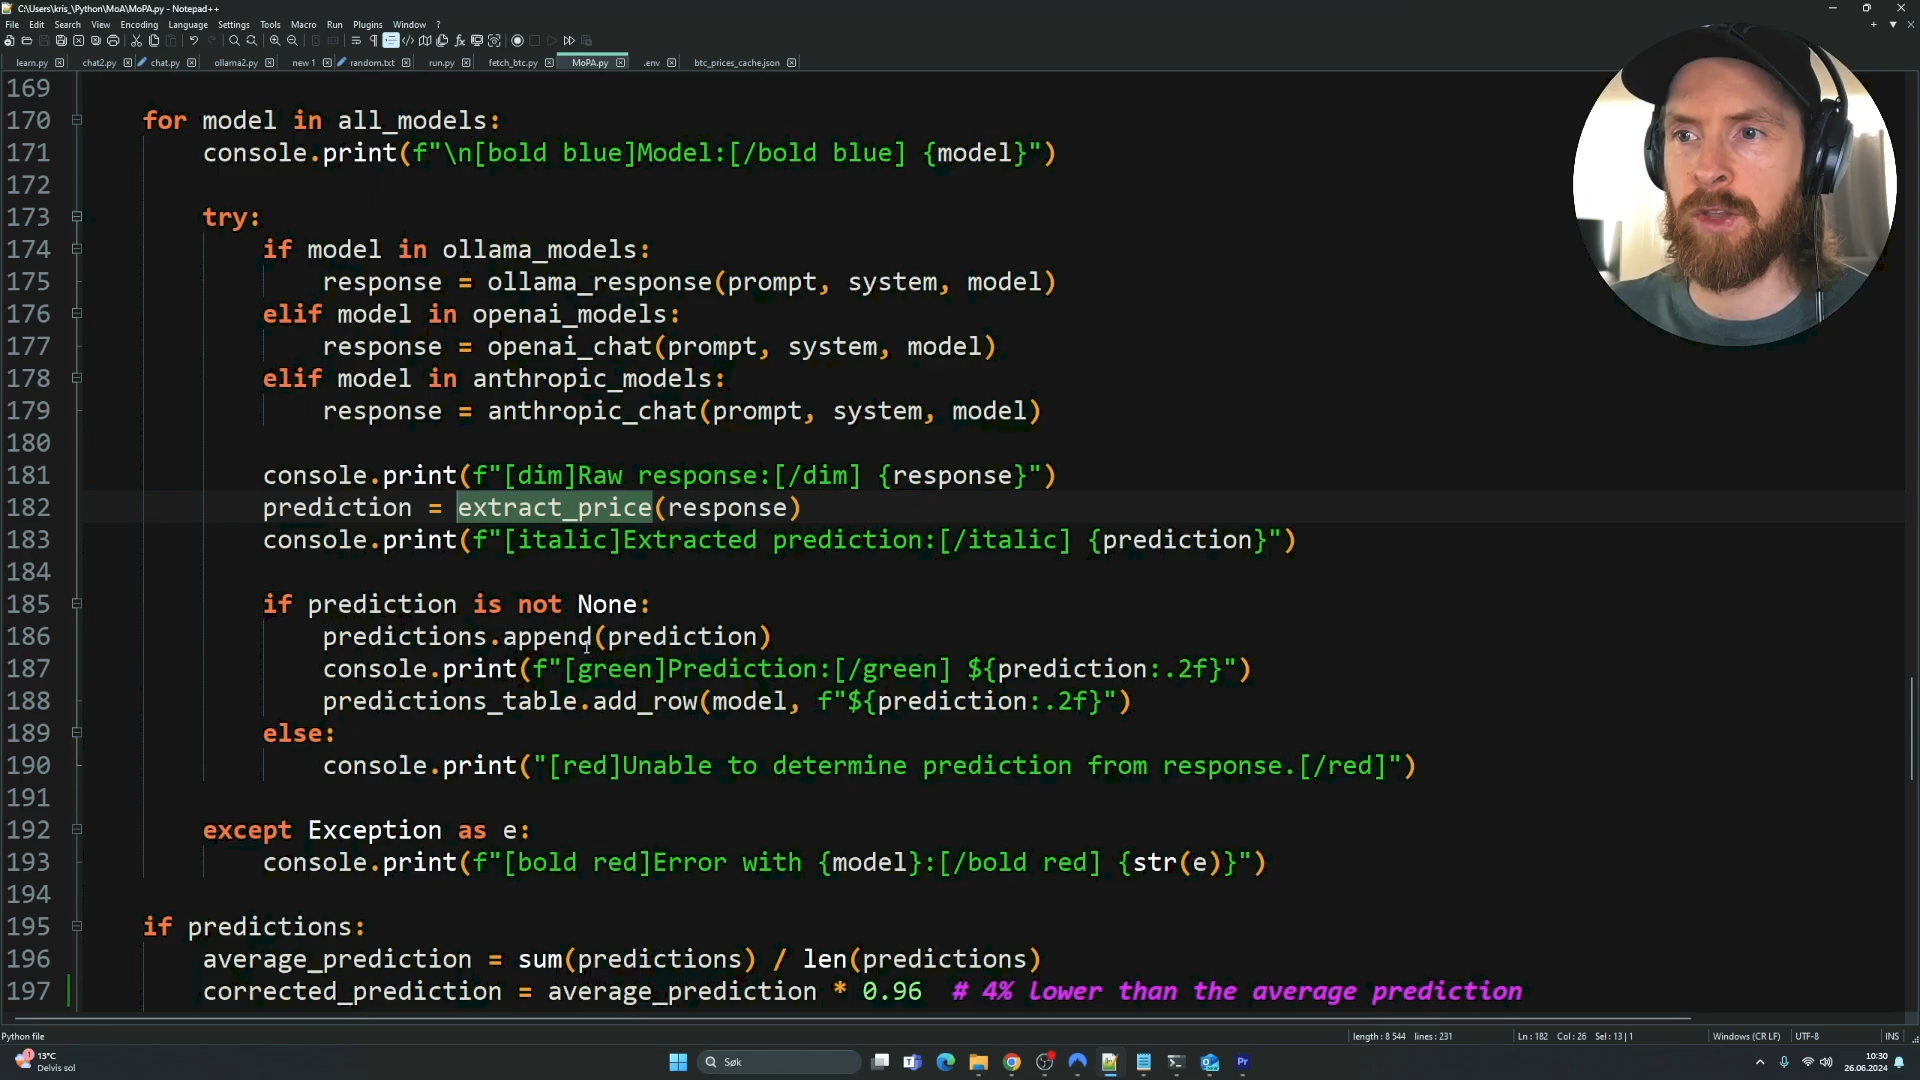 C:\Users\kris_\Python\MoA\MoPA.py - Notepad++
File Edit Search View Encoding Language Settings Tools Macro Run Plugins Window ?
learn.py chat2.py chat.py ollama2.py new 1 random.txt run.py fetch_btc.py MoPA.py .env btc_prices_cache.json
169
170 for model in all_models:
171 console.print(f"\n[bold blue]Model:[/bold blue] {model}")
172
173 try:
174 if model in ollama_models:
175 response = ollama_response(prompt, system, model)
176 elif model in openai_models:
177 response = openai_chat(prompt, system, model)
178 elif model in anthropic_models:
179 response = anthropic_chat(prompt, system, model)
180
181 console.print(f"[dim]Raw response:[/dim] {response}")
182 prediction = extract_price(response)
183 console.print(f"[italic]Extracted prediction:[/italic] {prediction}")
184
185 if prediction is not None:
186 predictions.append(prediction)
187 console.print(f"[green]Prediction:[/green] ${prediction:.2f}")
188 predictions_table.add_row(model, f"${prediction:.2f}")
189 else:
190 console.print("[red]Unable to determine prediction from response.[/red]")
191
192 except Exception as e:
193 console.print(f"[bold red]Error with {model}:[/bold red] {str(e)}")
194
195 if predictions:
196 average_prediction = sum(predictions) / len(predictions)
197 corrected_prediction = average_prediction * 0.96 # 4% lower than the average prediction
Python file length : 8 544 lines : 231 Ln : 182 Col : 26 Sel : 13 | 1 Windows (CR LF) UTF-8 INS
13°C
Delvis sol
Søk
10:30
26.06.2024